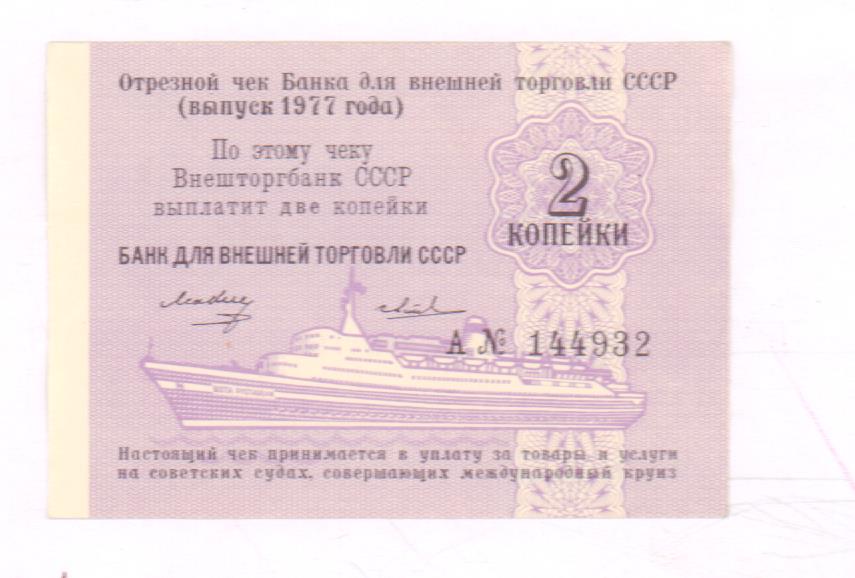 Отрезной чек Банка для внешней торговли СССР
(выпуск 1977 года)
По этому чеку
Внешторгбанк СССР
выплатит две копейки
2
КОПЕЙКИ
БАНК ДЛЯ ВНЕШНЕЙ ТОРГОВЛИ СССР
А № 144932
Настоящий чек принимается в уплату за товары и услуги
на советских судах, совершающих международный круиз